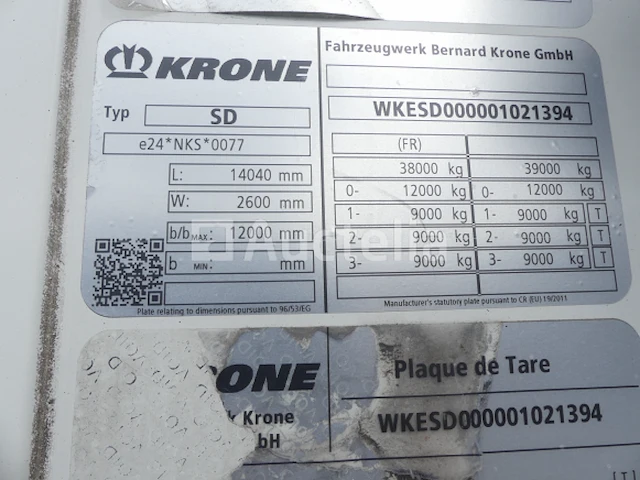 KRONE
Fahrzeugwerk Bernard Krone GmbH
Typ SD
WKESD000001021394
e24*NKS*0077
(FR)
L: 14040 mm
38000 kg 39000 kg
W: 2600 mm
0- 12000 kg 0- 12000 kg
1- 9000 kg 1- 9000 kg T
b/b MAX: 12000 mm
2- 9000 kg 2- 9000 kg T
b MIN: mm
3- 9000 kg 3- 9000 kg T
Plate relating to dimensions pursuant to 96/53/EG
Manufacturer's statutory plate pursuant to CR (EU) 19/2011
KRONE
Plaque de Tare
Krone
WKESD000001021394
bH
[T]